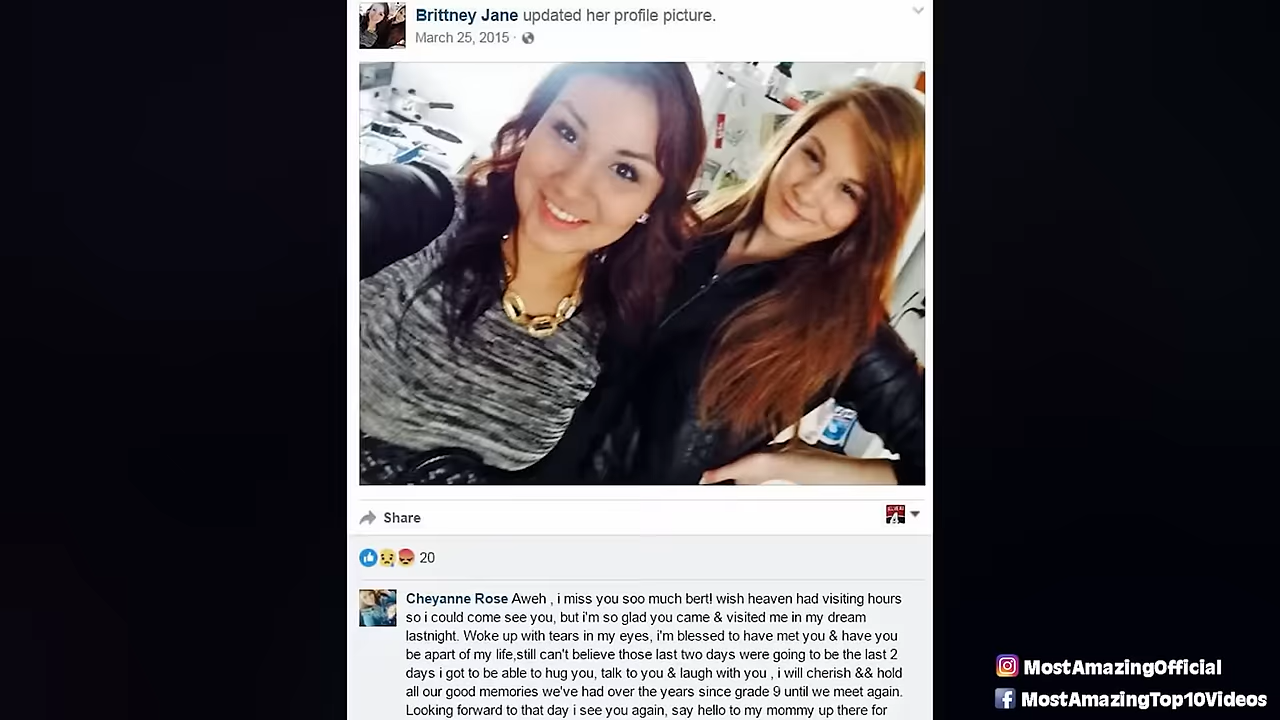 Brittney Jane updated her profile picture.
March 25, 2015 ·
Share
20
Cheyanne Rose Aweh , i miss you soo much bert! wish heaven had visiting hours
so i could come see you, but i'm so glad you came & visited me in my dream
lastnight. Woke up with tears in my eyes, i'm blessed to have met you & have you
be apart of my life,still can't believe those last two days were going to be the last 2
days i got to be able to hug you, talk to you & laugh with you , i will cherish && hold
all our good memories we've had over the years since grade 9 until we meet again.
Looking forward to that day i see you again, say hello to my mommy up there for
MostAmazingOfficial
MostAmazingTop10Videos